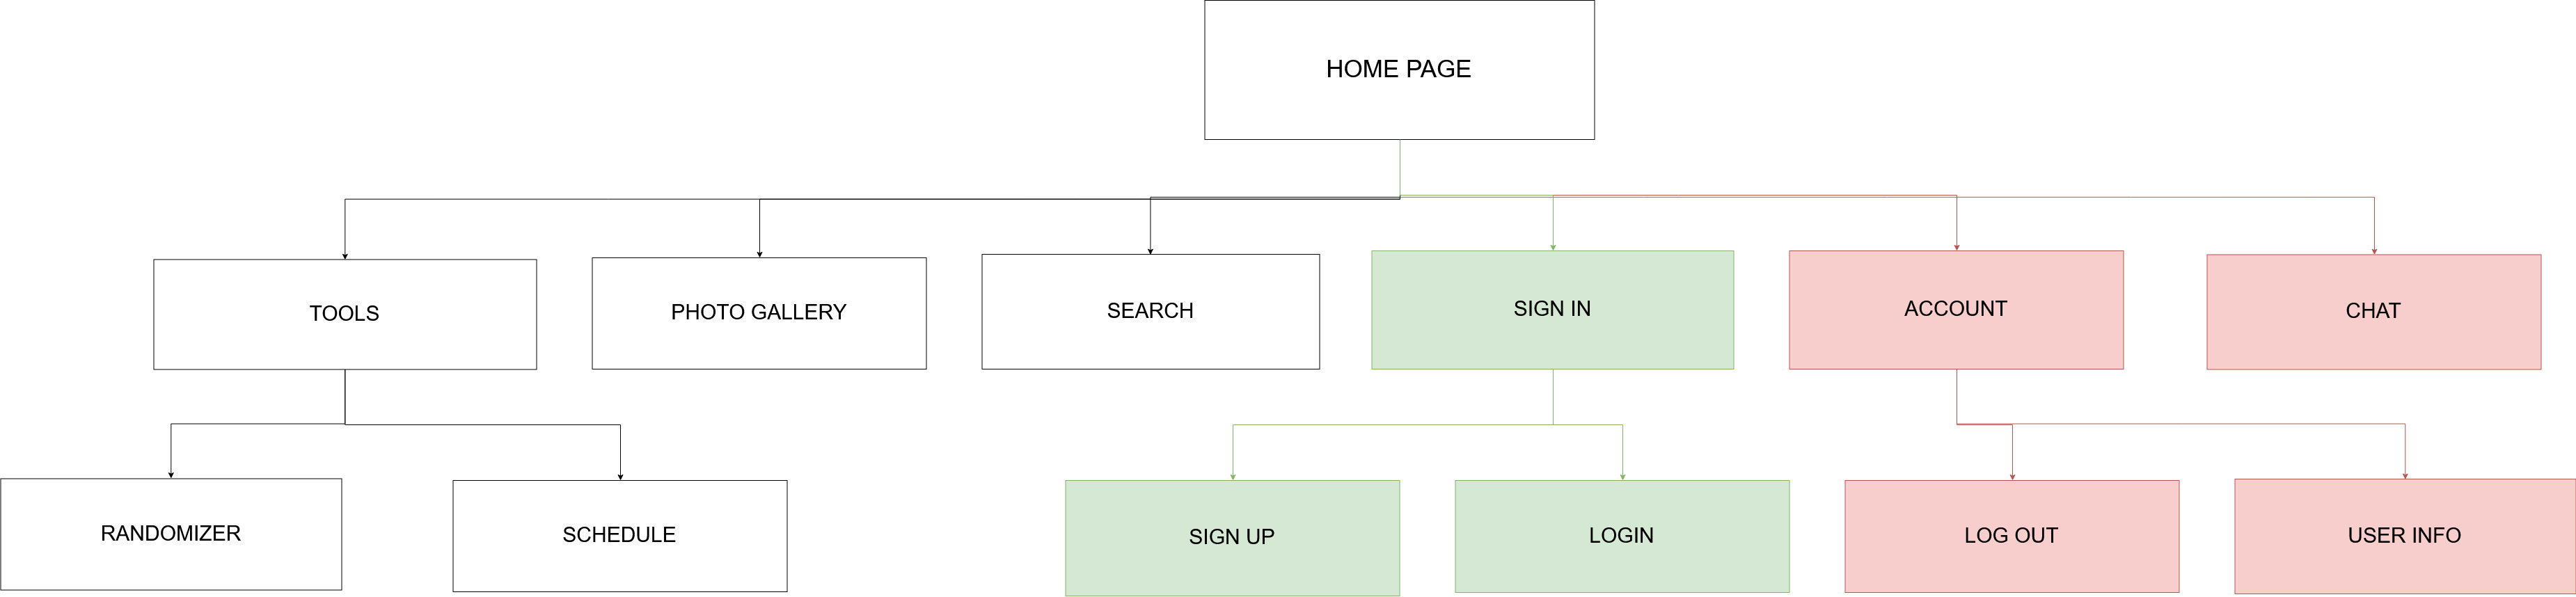 HOME PAGE
TOOLS
PHOTO GALLERY
SEARCH
SIGN IN
ACCOUNT
CHAT
RANDOMIZER
SCHEDULE
SIGN UP
LOGIN
LOG OUT
USER INFO